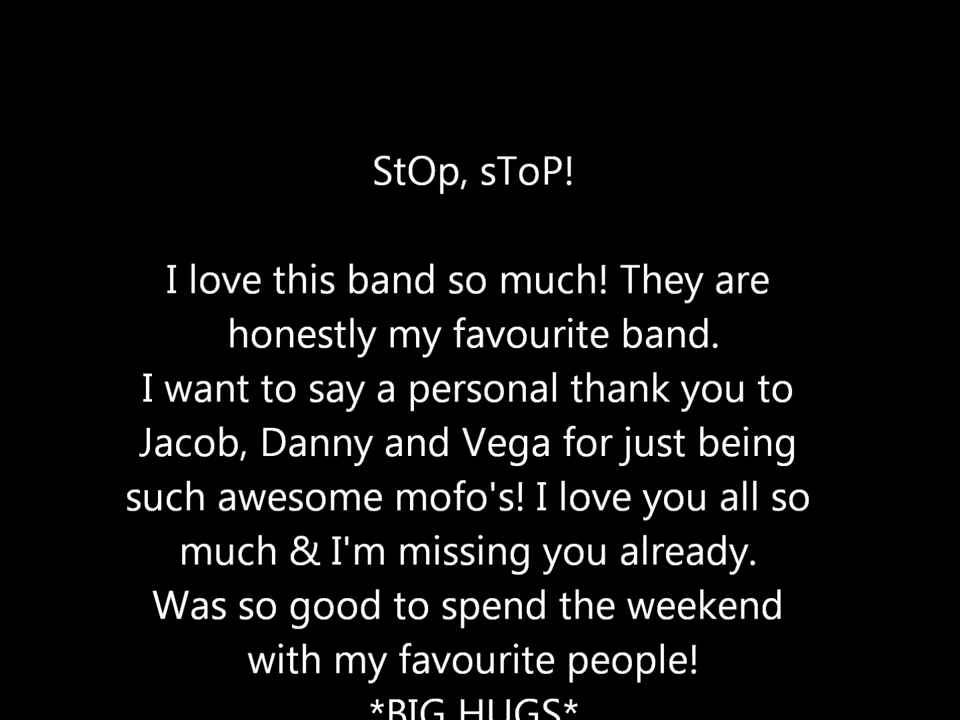 StOp, sToP!
I love this band so much! They are
honestly my favourite band.
I want to say a personal thank you to
Jacob, Danny and Vega for just being
such awesome mofo's! I love you all so
much & I'm missing you already.
Was so good to spend the weekend
with my favourite people!
*BIG HUGS*